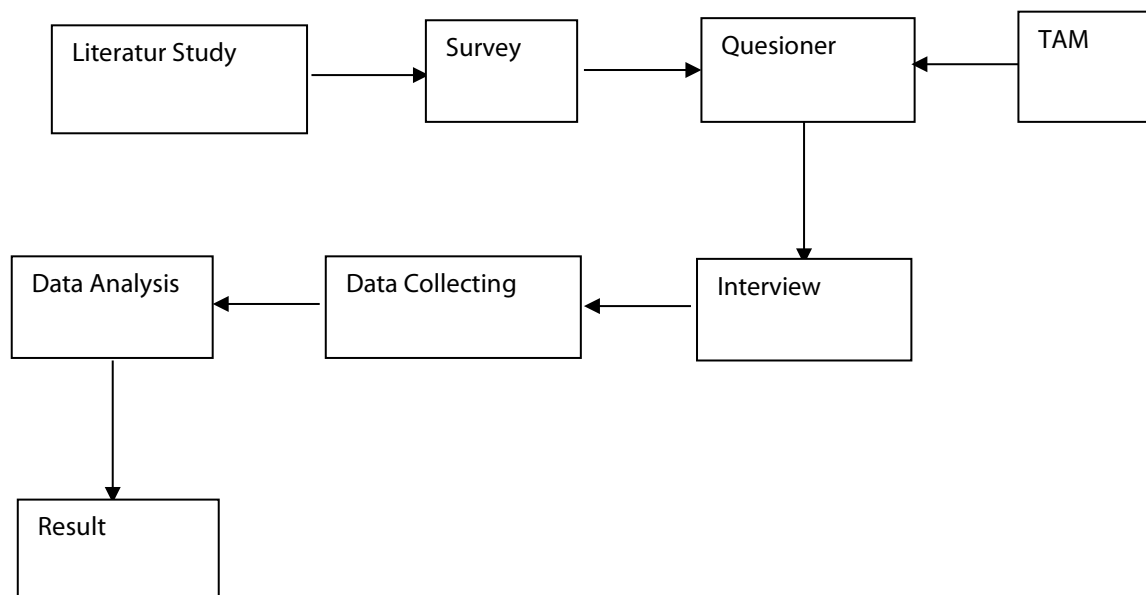 Literatur Study
Survey
Quesioner
TAM
Data Analysis
Data Collecting
Interview
Result